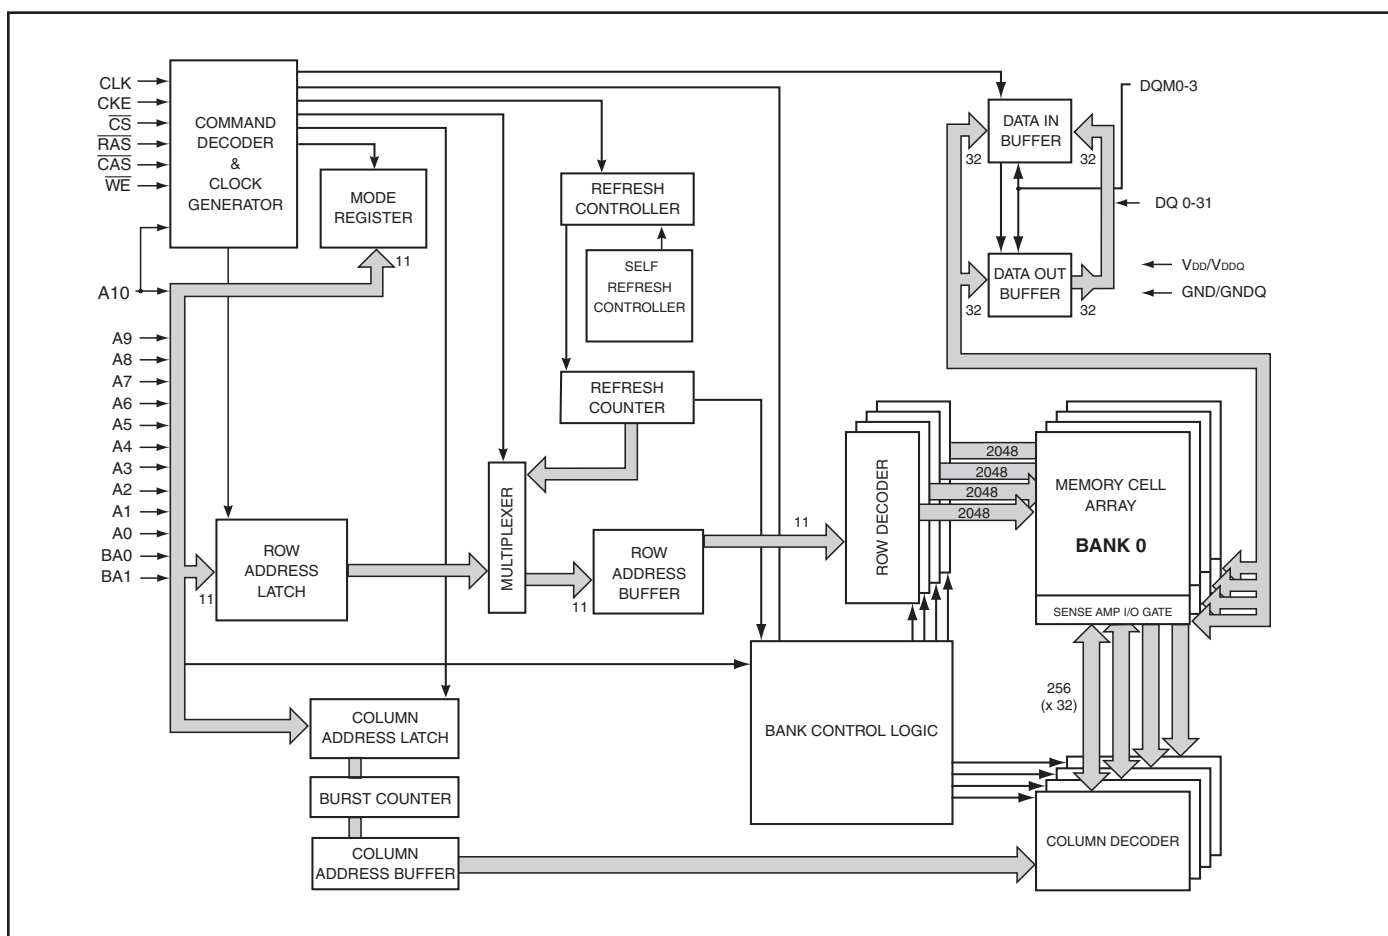 CLK
CKE
CS
RAS
CAS
WE
A10
A9
A8
A7
A6
A5
A4
A3
A2
A1
A0
BA0
BA1
COMMAND
DECODER
&
CLOCK
GENERATOR
MODE
REGISTER
11
REFRESH
CONTROLLER
SELF
REFRESH
CONTROLLER
REFRESH
COUNTER
DATA IN
BUFFER
32
32
DATA OUT
BUFFER
32
32
DQM0-3
DQ 0-31
VDD/VDDQ
GND/GNDQ
11
ROW
ADDRESS
LATCH
MULTIPLEXER
11
ROW
ADDRESS
BUFFER
11
ROW DECODER
2048
2048
2048
2048
MEMORY CELL
ARRAY
BANK 0
SENSE AMP I/O GATE
256
(x 32)
BANK CONTROL LOGIC
COLUMN
ADDRESS LATCH
BURST COUNTER
COLUMN
ADDRESS BUFFER
COLUMN DECODER